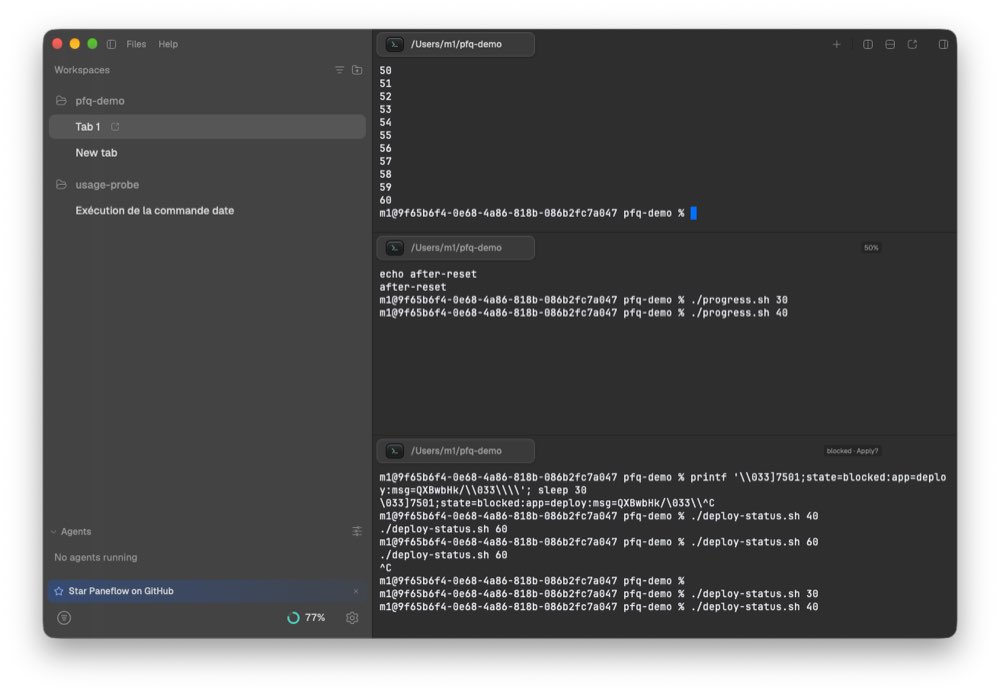 Files Help
Workspaces
pfq-demo
Tab 1
New tab
usage-probe
Exécution de la commande date
Agents
No agents running
Star Paneflow on GitHub
77%
/Users/m1/pfq-demo
50
51
52
53
54
55
56
57
58
59
60
m1@9f65b6f4-0e68-4a86-818b-086b2fc7a047 pfq-demo %
/Users/m1/pfq-demo
50%
echo after-reset
after-reset
m1@9f65b6f4-0e68-4a86-818b-086b2fc7a047 pfq-demo % ./progress.sh 30
m1@9f65b6f4-0e68-4a86-818b-086b2fc7a047 pfq-demo % ./progress.sh 40
/Users/m1/pfq-demo
blocked · Apply?
m1@9f65b6f4-0e68-4a86-818b-086b2fc7a047 pfq-demo % printf '\\033]7501;state=blocked:app=deplo
y:msg=QXBwbHk/\\033\\\\'; sleep 30
\033]7501;state=blocked:app=deploy:msg=QXBwbHk/\033\\^C
m1@9f65b6f4-0e68-4a86-818b-086b2fc7a047 pfq-demo % ./deploy-status.sh 40
./deploy-status.sh 60
m1@9f65b6f4-0e68-4a86-818b-086b2fc7a047 pfq-demo % ./deploy-status.sh 60
./deploy-status.sh 60
^C
m1@9f65b6f4-0e68-4a86-818b-086b2fc7a047 pfq-demo %
m1@9f65b6f4-0e68-4a86-818b-086b2fc7a047 pfq-demo % ./deploy-status.sh 30
m1@9f65b6f4-0e68-4a86-818b-086b2fc7a047 pfq-demo % ./deploy-status.sh 40